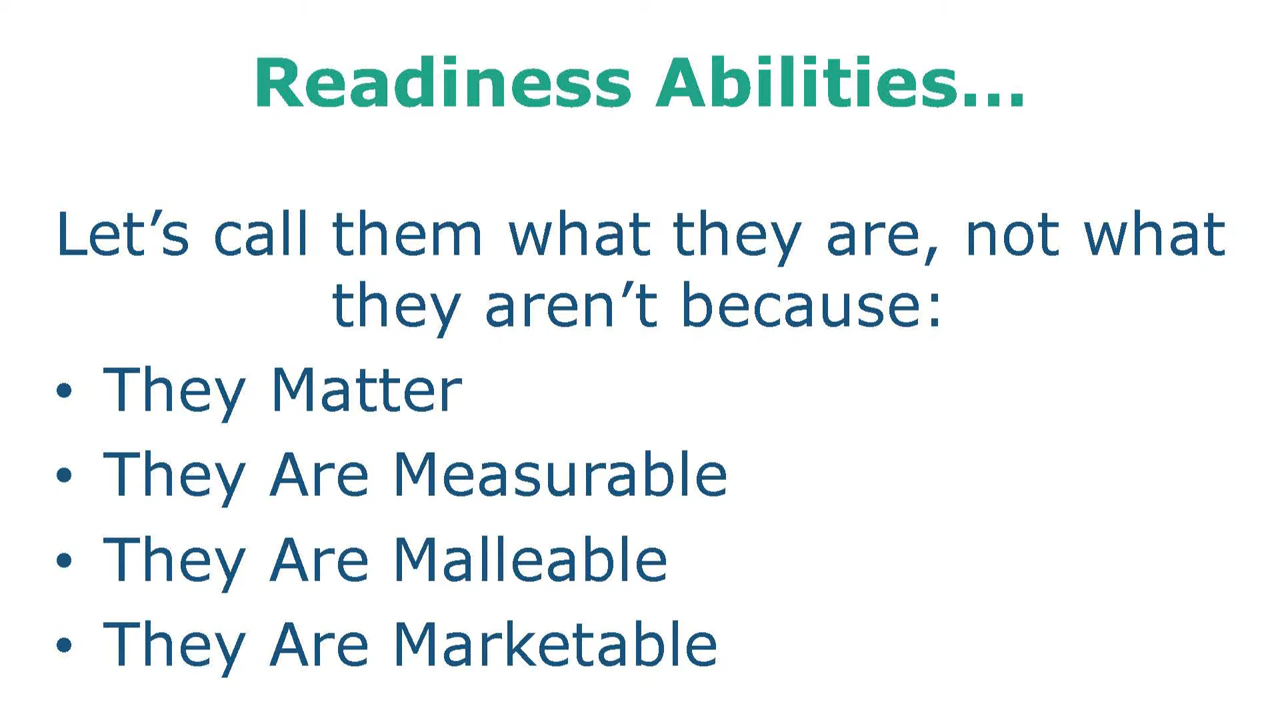 Readiness Abilities...
Let’s call them what they are, not what
they aren’t because:
• They Matter
• They Are Measurable
• They Are Malleable
• They Are Marketable